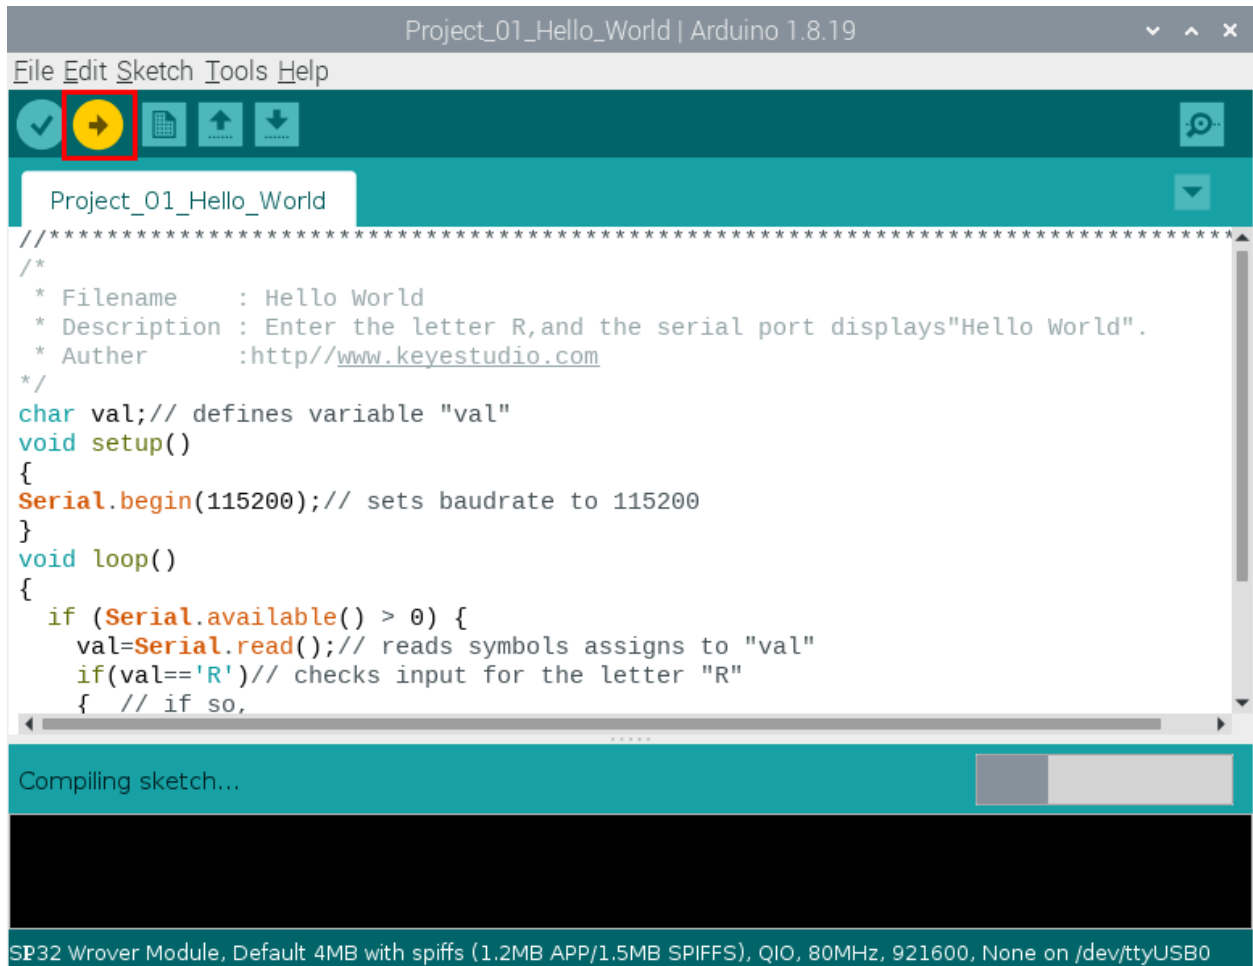 Project_01_Hello_World | Arduino 1.8.19
File Edit Sketch Tools Help
Project_01_Hello_World
//**********************************************************************************
/*
 * Filename    : Hello World
 * Description : Enter the letter R,and the serial port displays"Hello World".
 * Auther      :http//www.keyestudio.com
*/
char val;// defines variable "val"
void setup()
{
Serial.begin(115200);// sets baudrate to 115200
}
void loop()
{
  if (Serial.available() > 0) {
    val=Serial.read();// reads symbols assigns to "val"
    if(val=='R')// checks input for the letter "R"
    {  // if so,
Compiling sketch...
SP32 Wrover Module, Default 4MB with spiffs (1.2MB APP/1.5MB SPIFFS), QIO, 80MHz, 921600, None on /dev/ttyUSB0